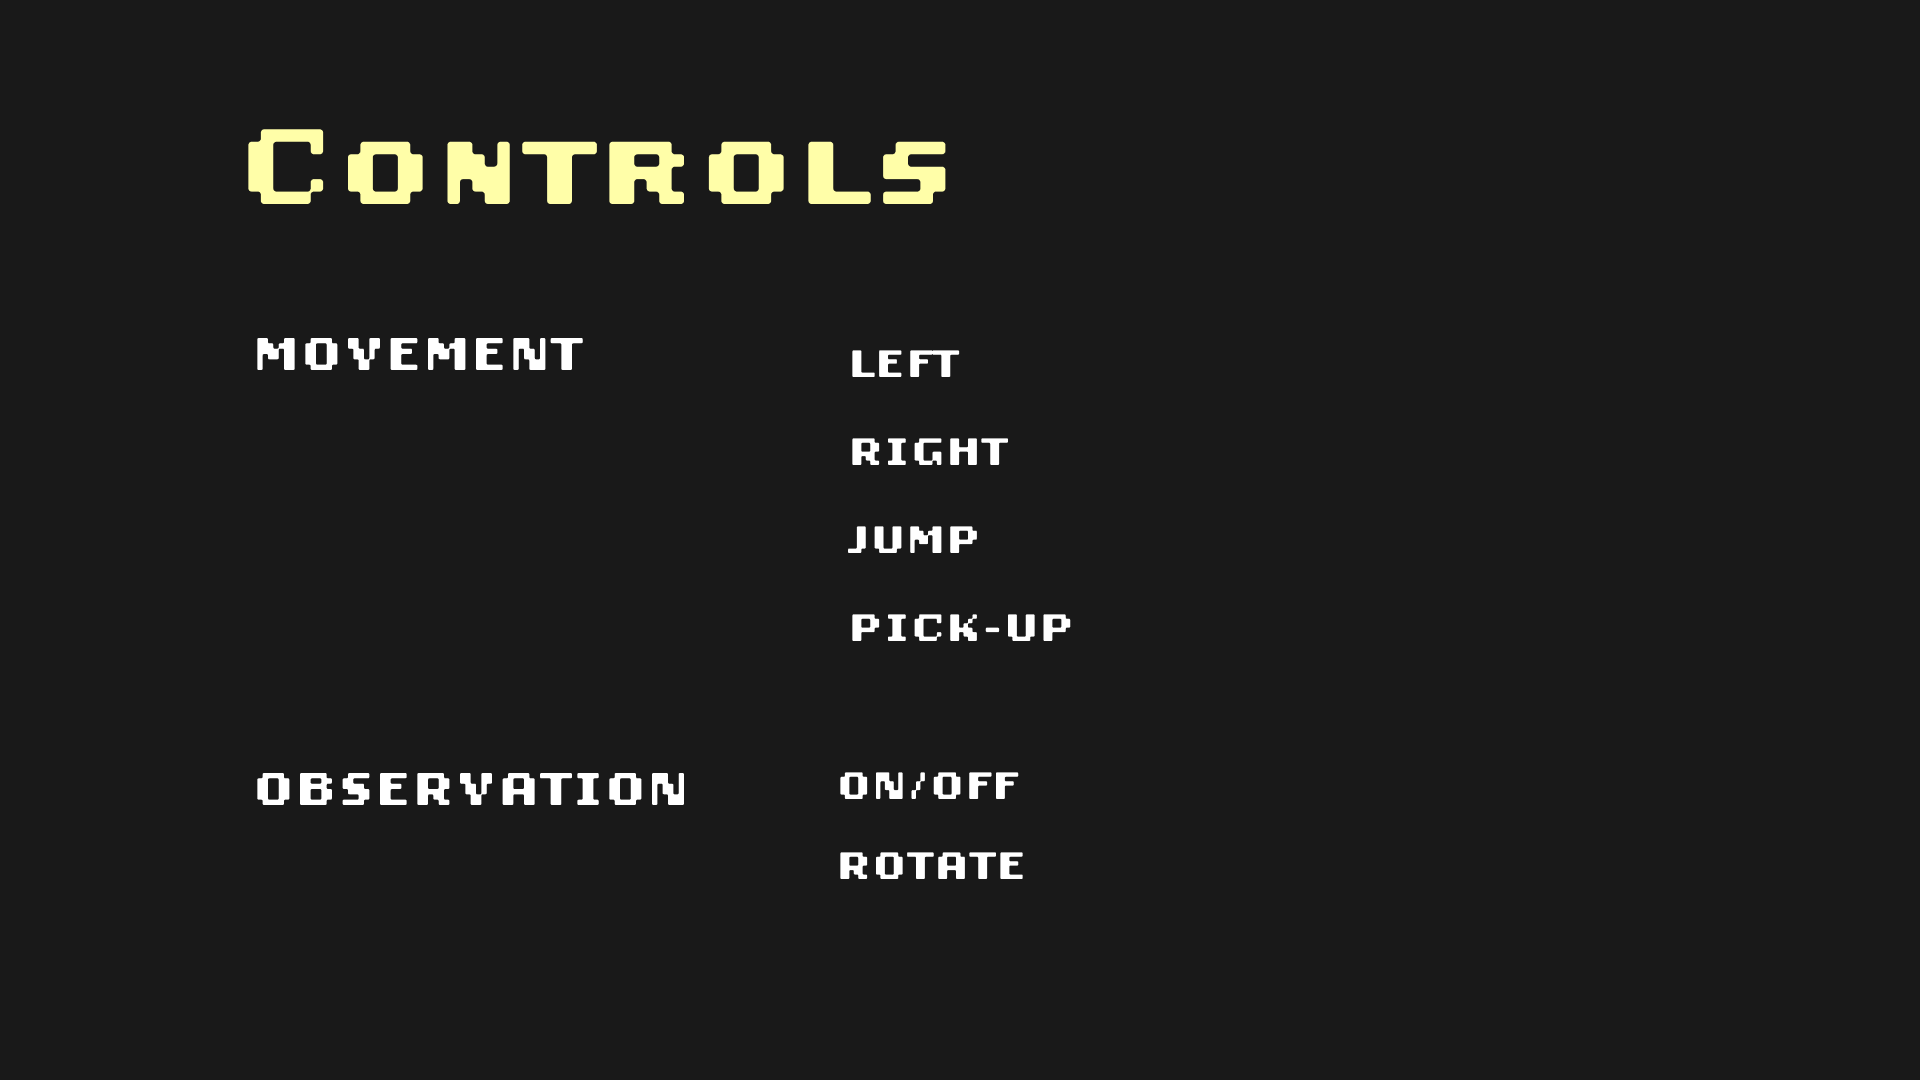 Controls
MOVEMENT
LEFT
RIGHT
JUMP
PICK-UP
OBSERVATION
ON/OFF
ROTATE